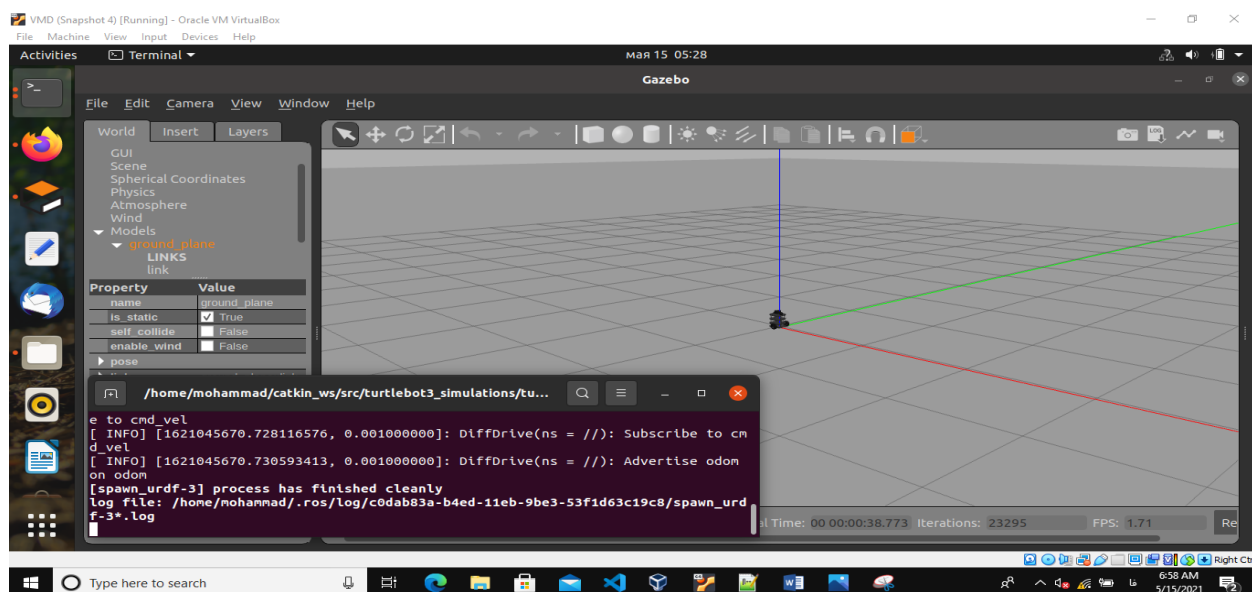 VMD (Snapshot 4) [Running] - Oracle VM VirtualBox
File Machine View Input Devices Help
Activities Terminal мая 15 05:28
Gazebo
File Edit Camera View Window Help
World Insert Layers
GUI
Scene
Spherical Coordinates
Physics
Atmosphere
Wind
Models
ground_plane
LINKS
link
Property Value
name ground_plane
is_static True
self_collide False
enable_wind False
pose
/home/mohammad/catkin_ws/src/turtlebot3_simulations/tu...
e to cmd_vel
[ INFO] [1621045670.728116576, 0.001000000]: DiffDrive(ns = //): Subscribe to cm
d_vel
[ INFO] [1621045670.730593413, 0.001000000]: DiffDrive(ns = //): Advertise odom
on odom
[spawn_urdf-3] process has finished cleanly
log file: /home/mohammad/.ros/log/c0dab83a-b4ed-11eb-9be3-53f1d63c19c8/spawn_urd
f-3*.log
al Time: 00 00:00:38.773 Iterations: 23295 FPS: 1.71 Re
Right Ct
Type here to search
6:58 AM
5/15/2021